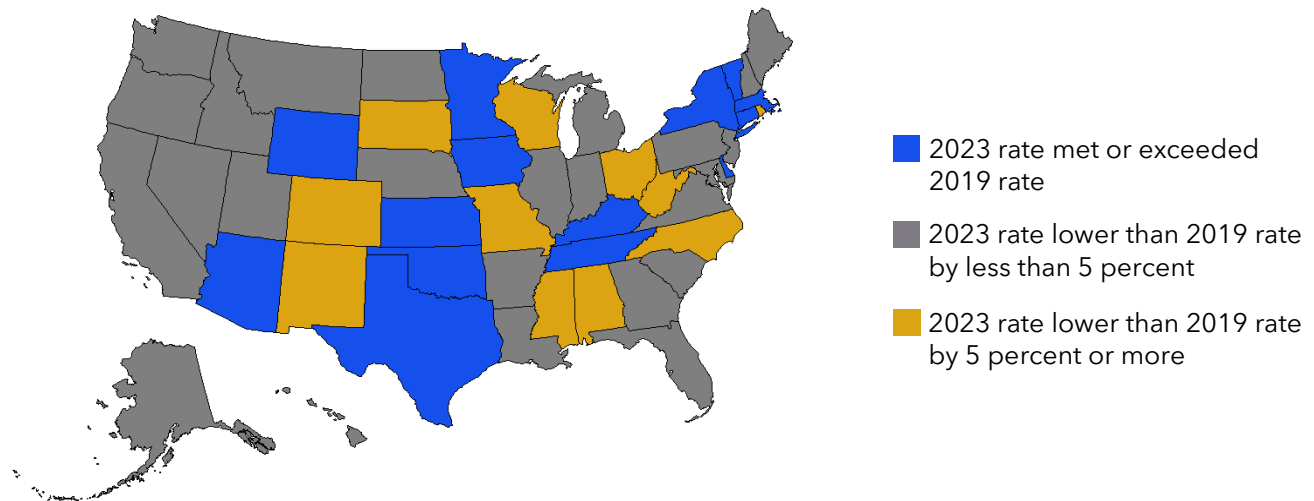 2023 rate met or exceeded
2019 rate
2023 rate lower than 2019 rate
by less than 5 percent
2023 rate lower than 2019 rate
by 5 percent or more